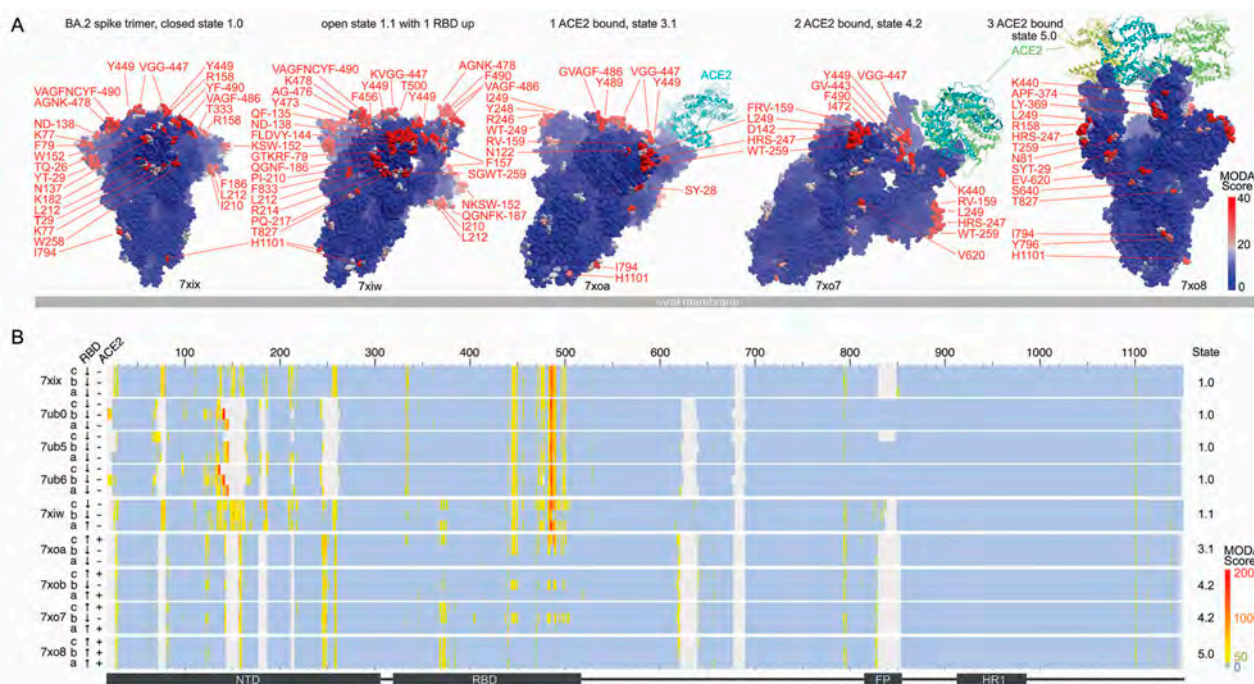 A
BA.2 spike trimer, closed state 1.0
open state 1.1 with 1 RBD up
1 ACE2 bound, state 3.1
2 ACE2 bound, state 4.2
3 ACE2 bound
state 5.0
ACE2
Y449
VGG-447
Y449
R158
YF-490
VAGF-486
T333
R158
VAGFNCYF-490
AGNK-478
ND-138
K77
F79
W152
TQ-26
YT-29
N137
K182
L212
T29
K77
W258
I794
F186
L212
I210
7xix
VAGFNCYF-490
K478
AG-476
Y473
QF-135
ND-138
FLDVY-144
KSW-152
GTKRF-79
QGNF-186
PI-210
F833
L212
R214
PQ-217
T827
H1101
KVGG-447
Y449
T500
F456
Y449
AGNK-478
F490
VAGF-486
F157
SGWT-259
NKSW-152
QGNFK-187
I210
L212
7xiw
GVAGF-486
Y489
VGG-447
Y449
ACE2
I249
Y248
R246
WT-249
RV-159
N122
SY-28
I794
H1101
7xoa
Y449
GV-443
F490
I472
VGG-447
FRV-159
L249
D142
HRS-247
WT-259
K440
RV-159
L249
HRS-247
WT-259
V620
7xo7
K440
APF-374
LY-369
L249
R158
HRS-247
T259
N81
SYT-29
EV-620
S640
T827
I794
Y796
H1101
7xo8
MODA
Score
40
20
0
viral membrane
B
RBD
ACE2
100
200
300
400
500
600
700
800
900
1000
1100
State
7xix
c ↓ -
b ↓ -
a ↓ -
1.0
7ub0
c ↓ -
b ↓ -
a ↓ -
1.0
7ub5
c ↓ -
b ↓ -
a ↓ -
1.0
7ub6
c ↓ -
b ↓ -
a ↓ -
1.0
7xiw
c ↓ -
b ↓ -
a ↑ -
1.1
7xoa
c ↑ +
b ↓ -
a ↓ -
3.1
7xob
c ↑ +
b ↓ -
a ↑ +
4.2
7xo7
c ↑ +
b ↓ -
a ↑ +
4.2
7xo8
c ↑ +
b ↑ +
a ↑ +
5.0
MODA
Score
200
100
50
0
NTD
RBD
FP
HR1